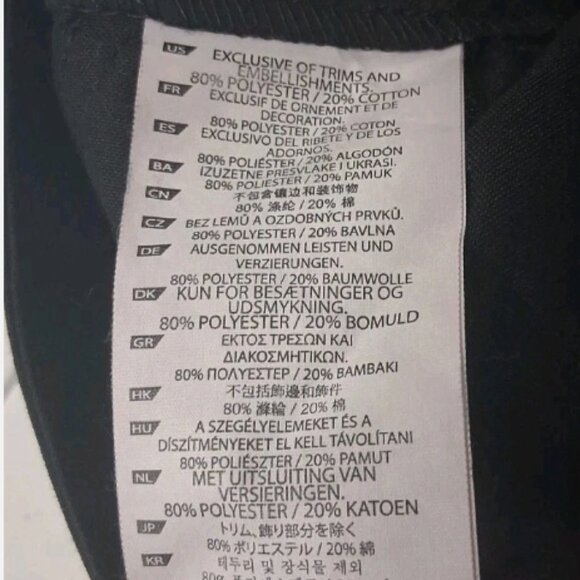 US EXCLUSIVE OF TRIMS AND
EMBELLISHMENTS.
80% POLYESTER / 20% COTTON
FR EXCLUSIF DE ORNEMENT ET DE
DECORATION.
80% POLYESTER / 20% COTON
ES EXCLUSIVO DEL RIBETE Y DE LOS
ADORNOS.
80% POLIÉSTER / 20% ALGODÓN
BA IZUZETNE PRESVLAKE I UKRASI.
80% POLIESTER / 20% PAMUK
CN 不包含镶边和装饰物
80% 涤纶 / 20% 棉
CZ BEZ LEMŮ A OZDOBNÝCH PRVKŮ.
80% POLYESTER / 20% BAVLNA
DE AUSGENOMMEN LEISTEN UND
VERZIERUNGEN.
80% POLYESTER / 20% BAUMWOLLE
DK KUN FOR BESÆTNINGER OG
UDSMYKNING.
80% POLYESTER / 20% BOMULD
GR ΕΚΤΟΣ ΤΡΕΣΩΝ ΚΑΙ
ΔΙΑΚΟΣΜΗΤΙΚΩΝ.
80% ΠΟΛΥΕΣΤΕΡ / 20% ΒΑΜΒΑΚΙ
HK 不包括飾邊和飾件
80% 滌綸 / 20% 棉
HU A SZEGÉLYELEMEKET ÉS A
DÍSZÍTMÉNYEKET EL KELL TÁVOLÍTANI
80% POLIÉSZTER / 20% PAMUT
NL MET UITSLUITING VAN
VERSIERINGEN.
80% POLYESTER / 20% KATOEN
JP トリム、飾り部分を除く
80% ポリエステル / 20% 綿
KR 테두리 및 장식물 제외